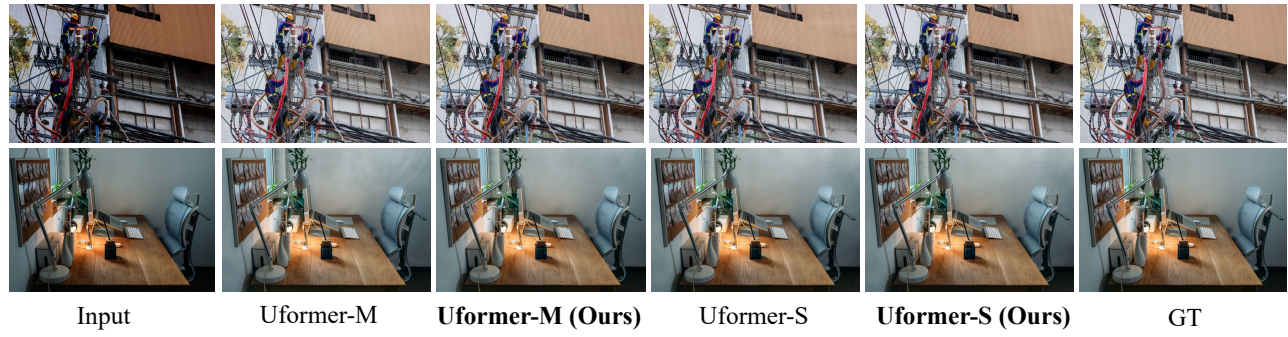 Input
Uformer-M
Uformer-M (Ours)
Uformer-S
Uformer-S (Ours)
GT